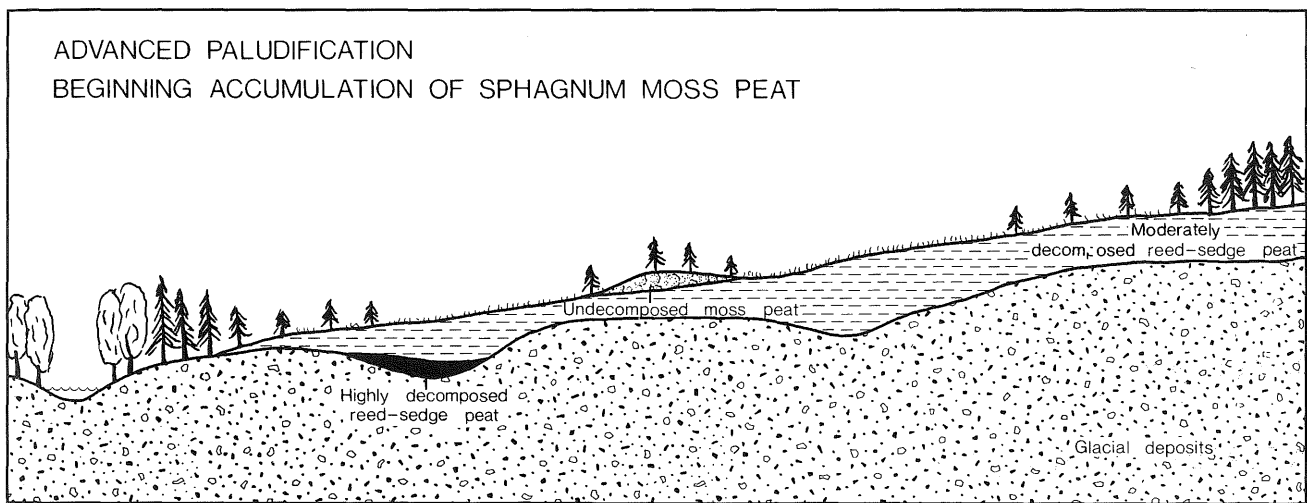 ADVANCED PALUDIFICATION
BEGINNING ACCUMULATION OF SPHAGNUM MOSS PEAT
Moderately
decomposed reed-sedge peat
Undecomposed moss peat
Highly decomposed
reed-sedge peat
Glacial deposits